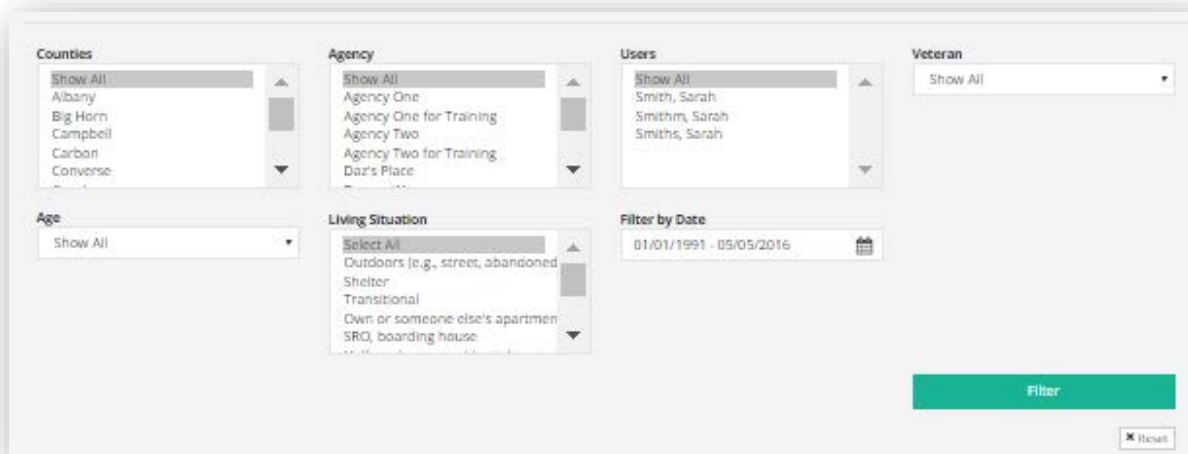 Counties
Show All
Albany
Big Horn
Campbell
Carbon
Converse
Agency
Show All
Agency One
Agency One for Training
Agency Two
Agency Two for Training
Daz's Place
Users
Show All
Smith, Sarah
Smithm, Sarah
Smiths, Sarah
Veteran
Show All
Age
Show All
Living Situation
Select All
Outdoors (e.g., street, abandoned
Shelter
Transitional
Own or someone else's apartmen
SRO, boarding house
Filter by Date
01/01/1991 - 05/05/2016
Filter
Reset